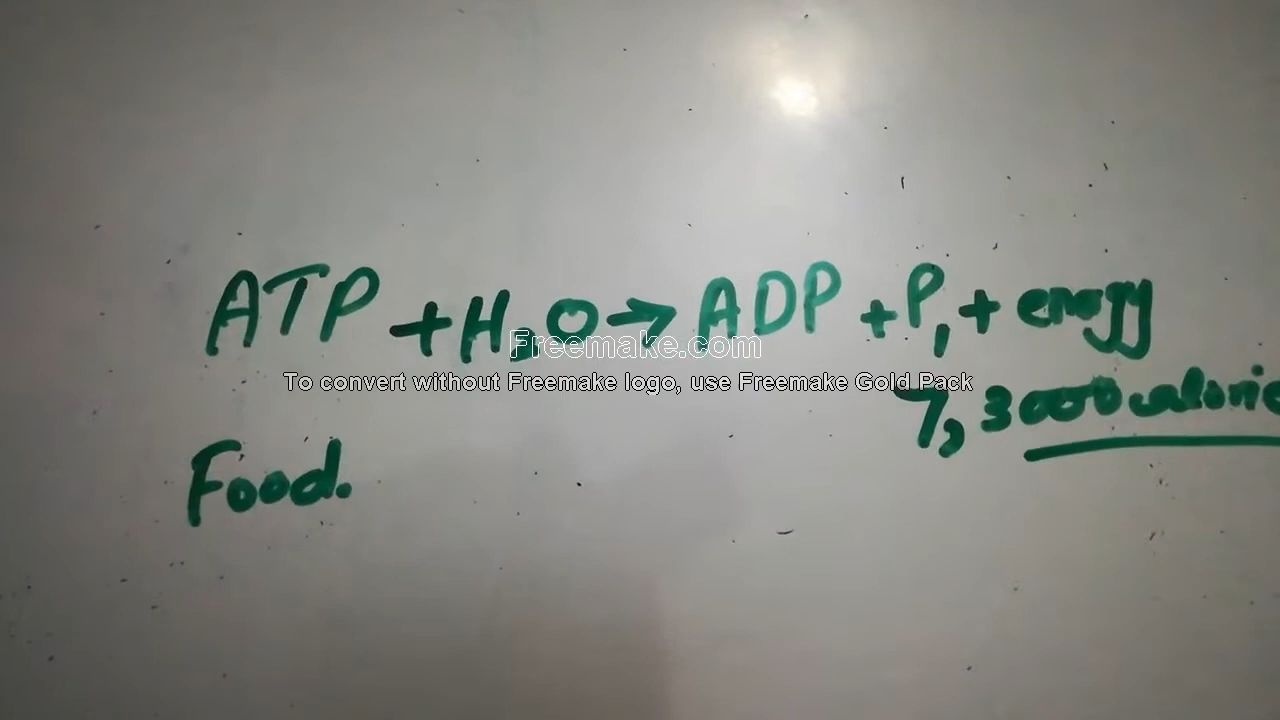 ATP + H2O → ADP + Pi + energy
Freemake.com
To convert without Freemake logo, use Freemake Gold Pack
7,3000 calorie
Food.